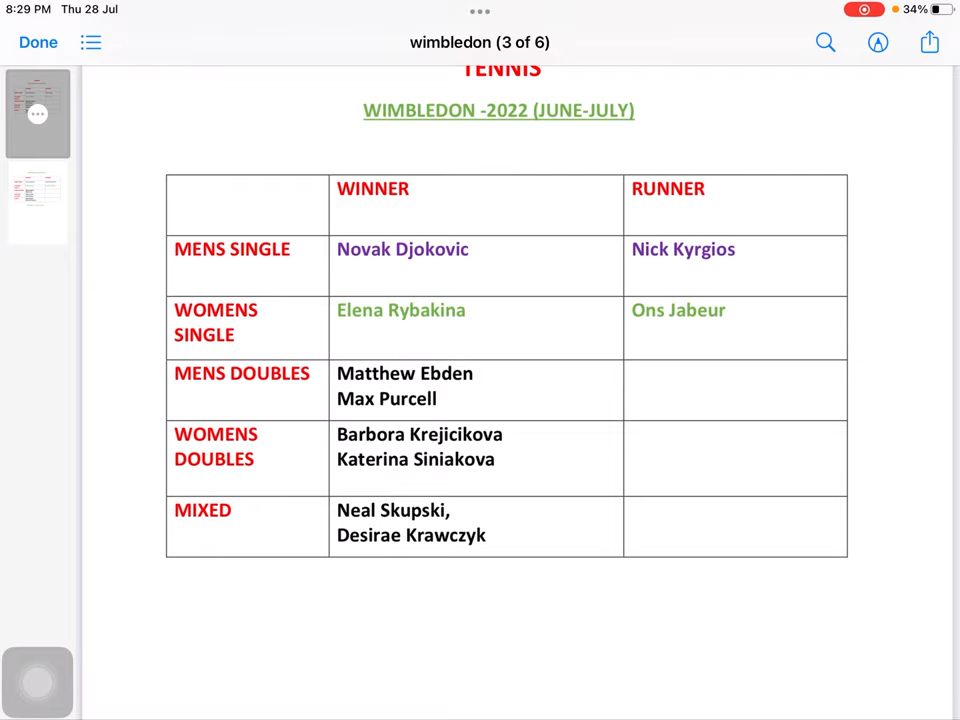 8:29 PM Thu 28 Jul
34%
Done
wimbledon (3 of 6)
TENNIS
WIMBLEDON -2022 (JUNE-JULY)
WINNER RUNNER
MENS SINGLE Novak Djokovic Nick Kyrgios
WOMENS Elena Rybakina Ons Jabeur
SINGLE
MENS DOUBLES Matthew Ebden
Max Purcell
WOMENS Barbora Krejicikova
DOUBLES Katerina Siniakova
MIXED Neal Skupski,
Desirae Krawczyk